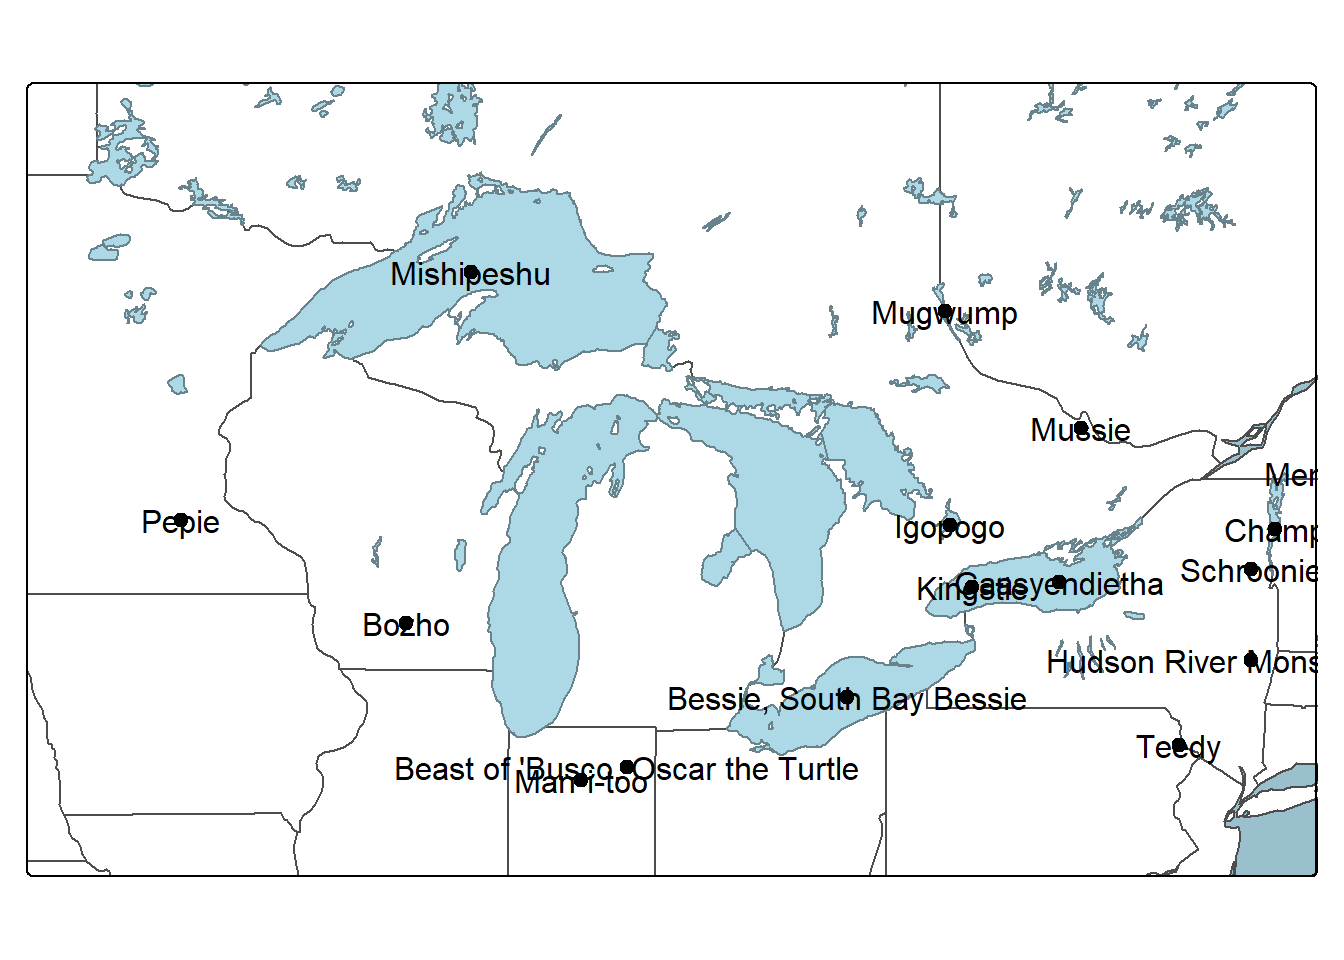 Mishipeshu
Mugwump
Mussie
Mem
Pepie
Igopogo
Champ
Schroonie
Kingstie
Gaasyendietha
Bozho
Hudson River Mons
Bessie, South Bay Bessie
Teedy
Beast of 'Busco, Oscar the Turtle
Man-i-too